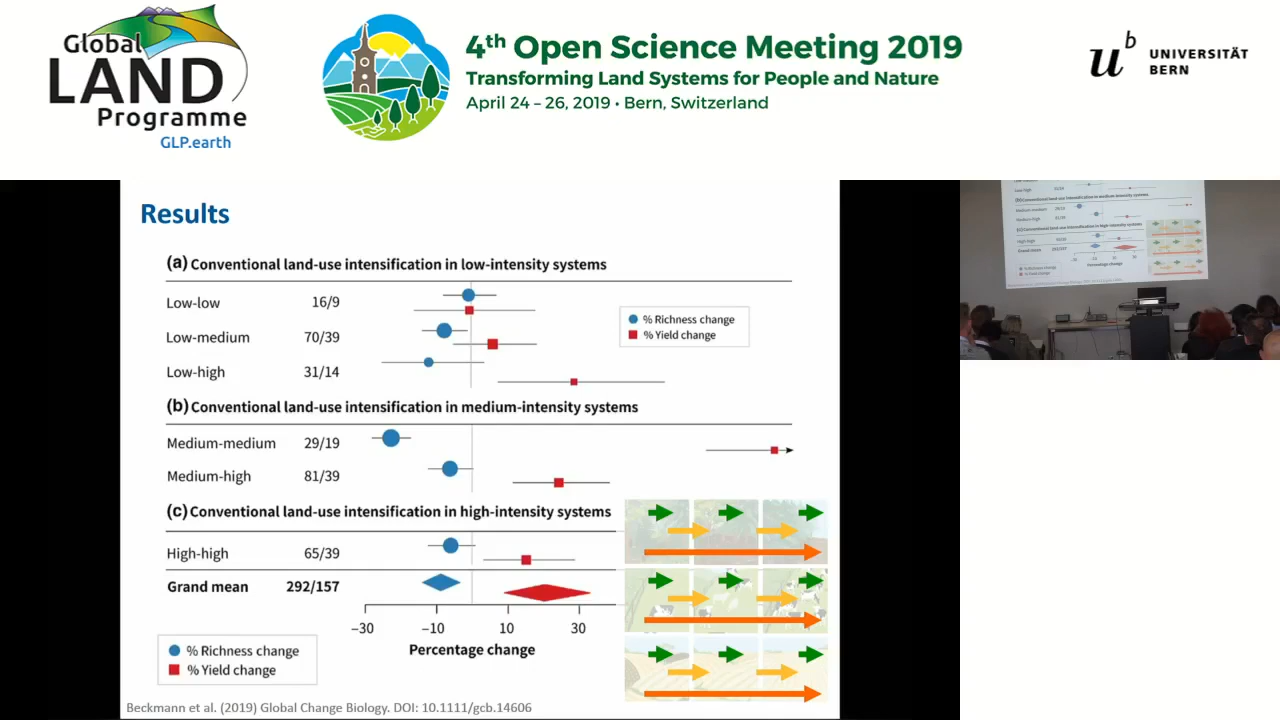 Global
LAND
Programme
GLP.earth
4th Open Science Meeting 2019
Transforming Land Systems for People and Nature
April 24 – 26, 2019 • Bern, Switzerland
u^b
UNIVERSITÄT
BERN
Results
(a) Conventional land-use intensification in low-intensity systems
Low-low 16/9
Low-medium 70/39
Low-high 31/14
% Richness change
% Yield change
(b) Conventional land-use intensification in medium-intensity systems
Medium-medium 29/19
Medium-high 81/39
(c) Conventional land-use intensification in high-intensity systems
High-high 65/39
Grand mean 292/157
−30 −10 10 30
Percentage change
% Richness change
% Yield change
Beckmann et al. (2019) Global Change Biology. DOI: 10.1111/gcb.14606